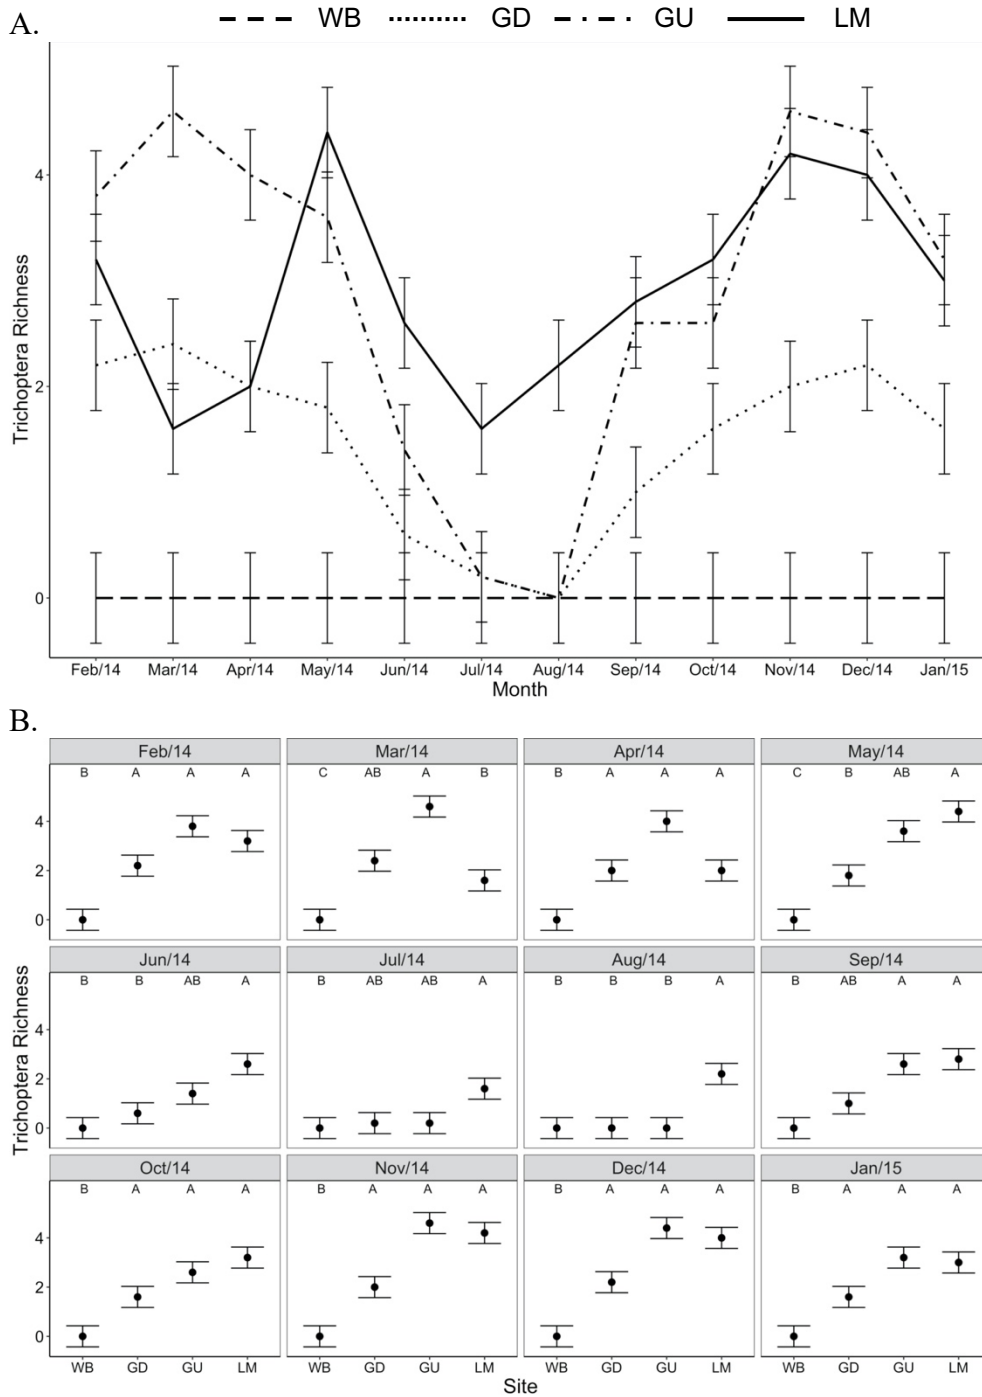 A.
WB GD GU LM
Trichoptera Richness
4
2
0
Feb/14 Mar/14 Apr/14 May/14 Jun/14 Jul/14 Aug/14 Sep/14 Oct/14 Nov/14 Dec/14 Jan/15
Month
B.
Feb/14 Mar/14 Apr/14 May/14
B A A A C AB A B B A A A C B AB A
4
2
0
Trichoptera Richness
Jun/14 Jul/14 Aug/14 Sep/14
B B AB A B AB AB A B B B A B AB A A
4
2
0
Oct/14 Nov/14 Dec/14 Jan/15
B A A A B A A A B A A A B A A A
4
2
0
WB GD GU LM WB GD GU LM WB GD GU LM WB GD GU LM
Site